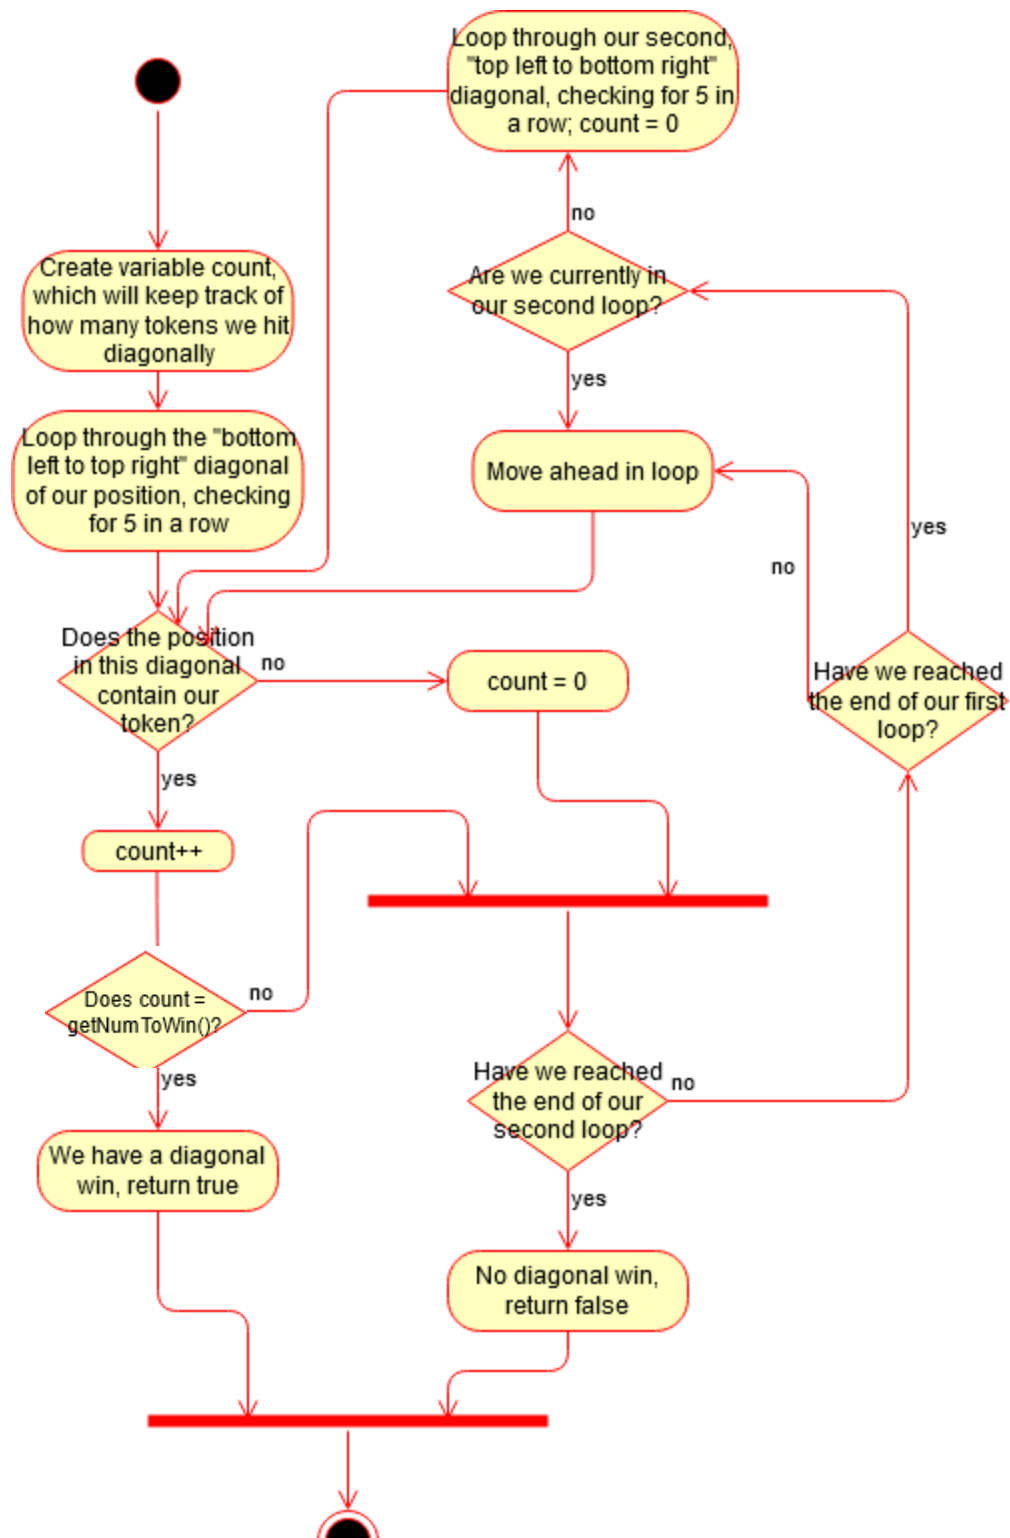 Loop through our second,
"top left to bottom right"
diagonal, checking for 5 in
a row; count = 0
no
Create variable count,
which will keep track of
how many tokens we hit
diagonally
Are we currently in
our second loop?
yes
Loop through the "bottom
left to top right" diagonal
of our position, checking
for 5 in a row
Move ahead in loop
yes
no
Does the position
in this diagonal
contain our
token?
no
count = 0
Have we reached
the end of our first
loop?
yes
count++
Does count =
getNumToWin()?
no
yes
Have we reached
the end of our
second loop?
no
We have a diagonal
win, return true
yes
No diagonal win,
return false